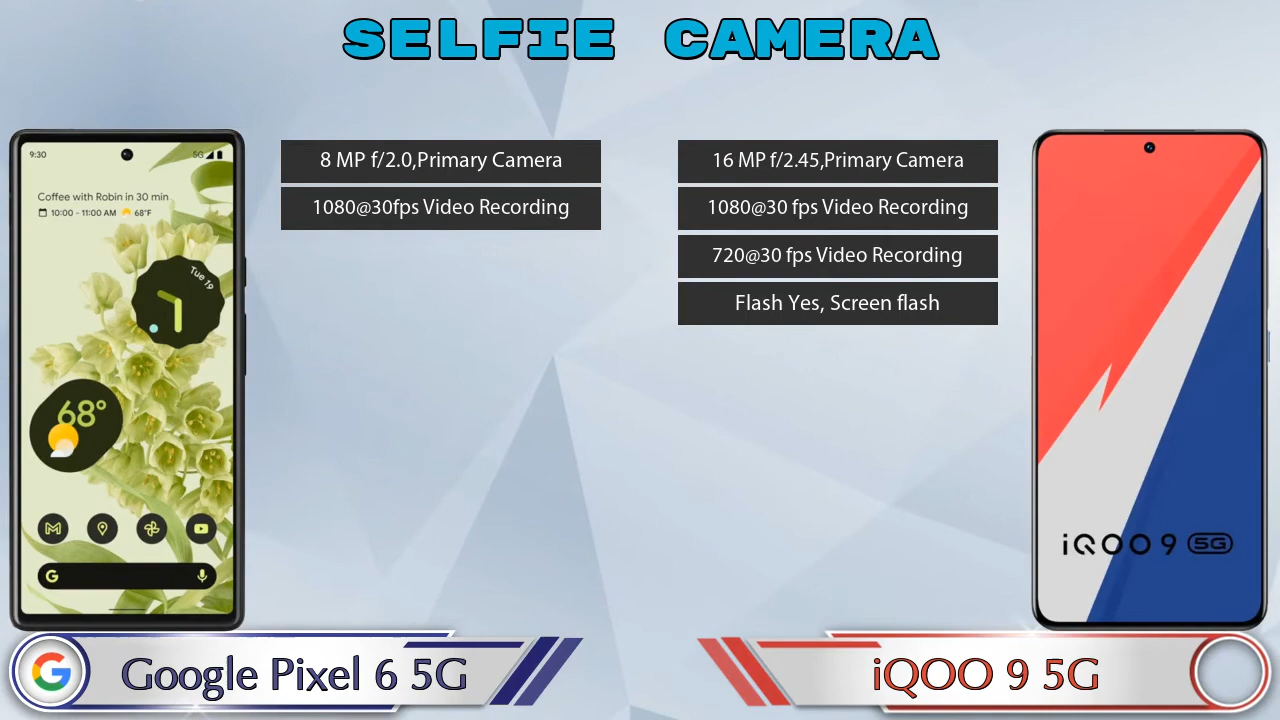 SELFIE CAMERA
9:30
5G
Coffee with Robin in 30 min
10:00 - 11:00 AM 68°F
Tue 19
68°
G
8 MP f/2.0,Primary Camera
1080@30fps Video Recording
16 MP f/2.45,Primary Camera
1080@30 fps Video Recording
720@30 fps Video Recording
Flash Yes, Screen flash
iQOO 9 5G
G
Google Pixel 6 5G
iQOO 9 5G